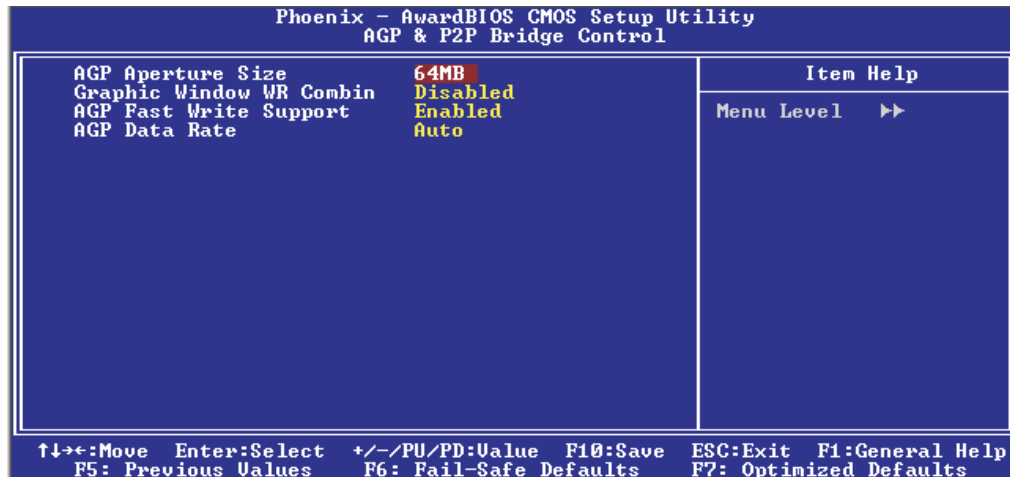 Phoenix - AwardBIOS CMOS Setup Utility
AGP & P2P Bridge Control
AGP Aperture Size 64MB
Graphic Window WR Combin Disabled
AGP Fast Write Support Enabled
AGP Data Rate Auto
Item Help
Menu Level ▸▸
↑↓→←:Move Enter:Select +/-/PU/PD:Value F10:Save ESC:Exit F1:General Help
F5: Previous Values F6: Fail-Safe Defaults F7: Optimized Defaults